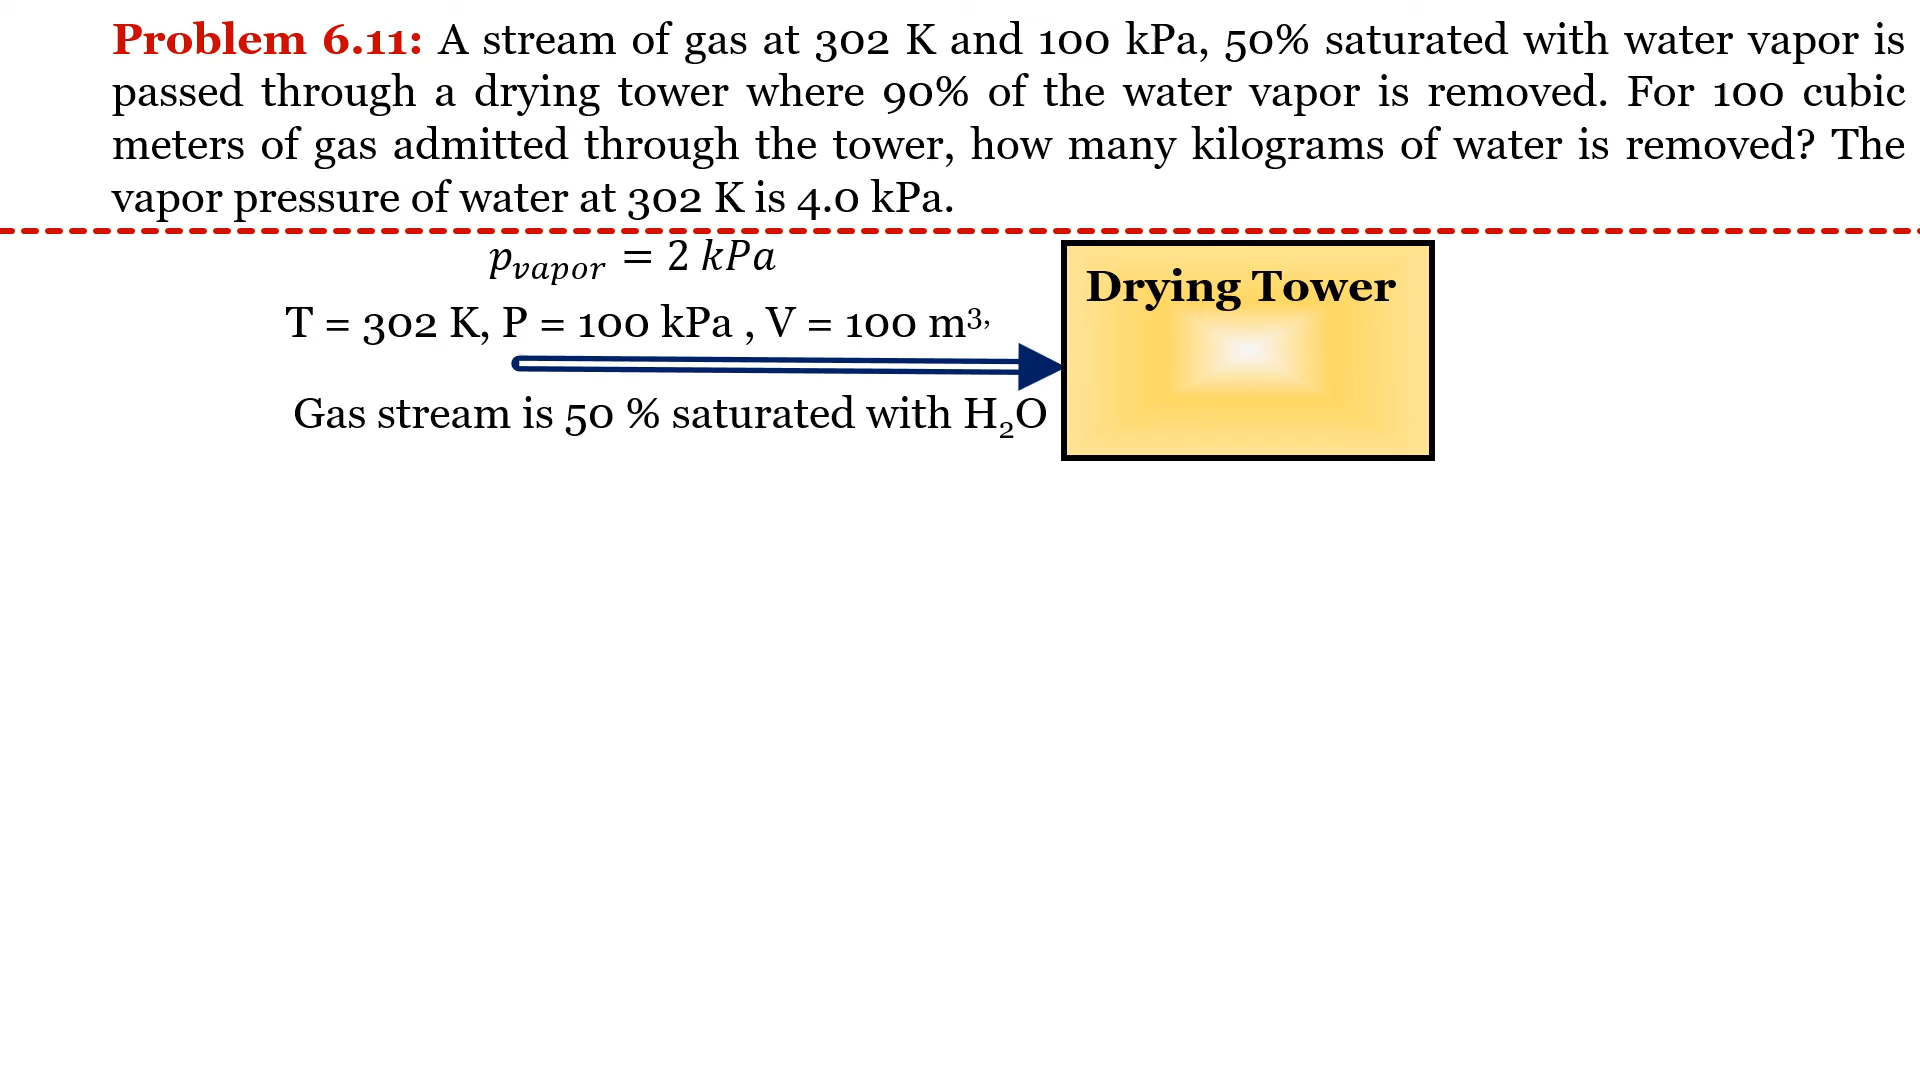 Problem 6.11: A stream of gas at 302 K and 100 kPa, 50% saturated with water vapor is
passed through a drying tower where 90% of the water vapor is removed. For 100 cubic
meters of gas admitted through the tower, how many kilograms of water is removed? The
vapor pressure of water at 302 K is 4.0 kPa.
p_vapor = 2 kPa
Drying Tower
T = 302 K, P = 100 kPa , V = 100 m³,
Gas stream is 50 % saturated with H₂O